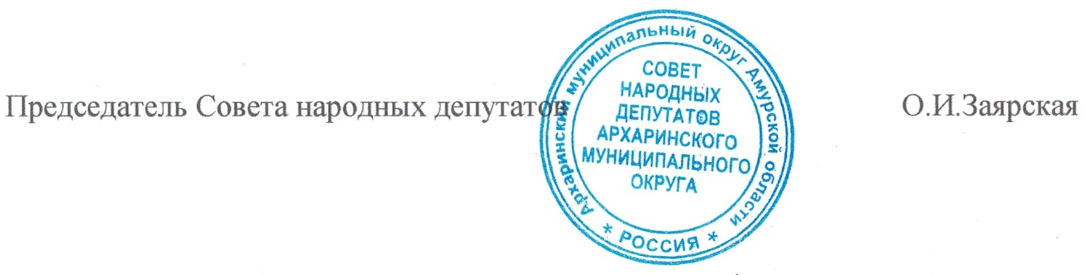 Председатель Совета народных депутатов О.И.Заярская
Архаринский муниципальный округ Амурской области
СОВЕТ
НАРОДНЫХ
ДЕПУТАТОВ
АРХАРИНСКОГО
МУНИЦИПАЛЬНОГО
ОКРУГА
* РОССИЯ *